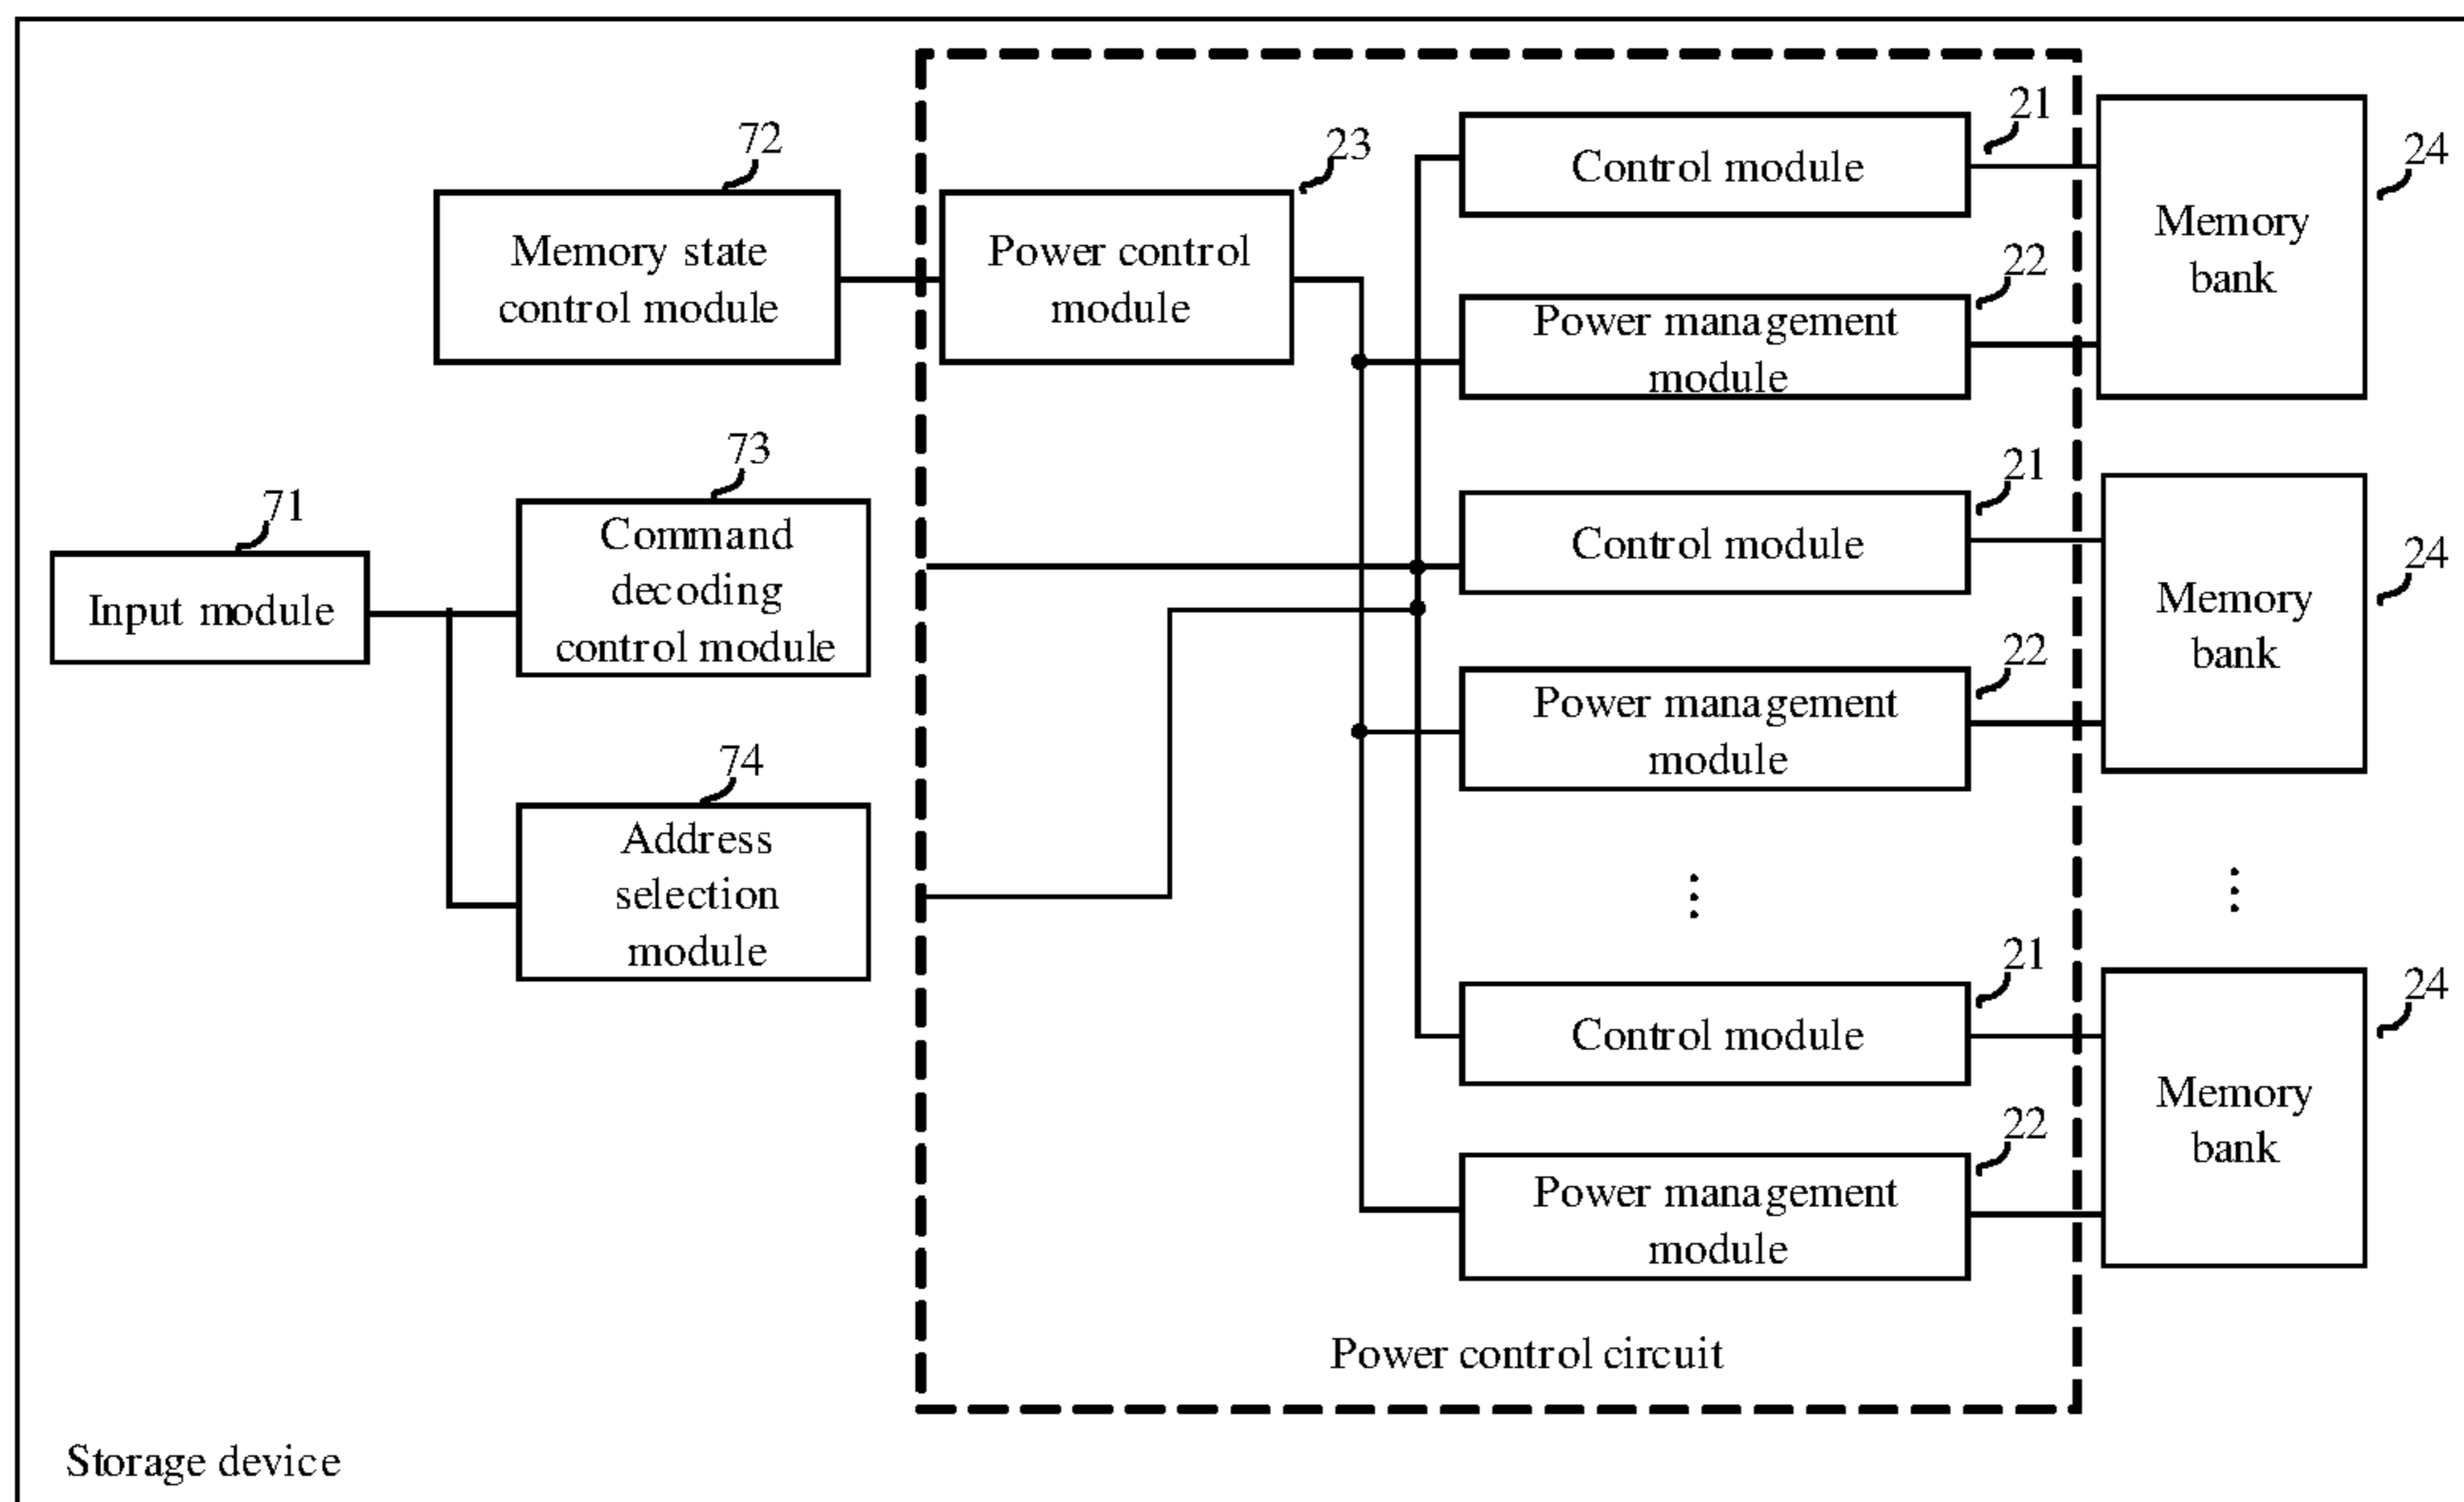 72
Memory state
control module
23
Power control
module
21
Control module
22
Power management
module
24
Memory
bank
71
Input module
73
Command
decoding
control module
74
Address
selection
module
21
Control module
22
Power management
module
24
Memory
bank
21
Control module
22
Power management
module
24
Memory
bank
Power control circuit
Storage device